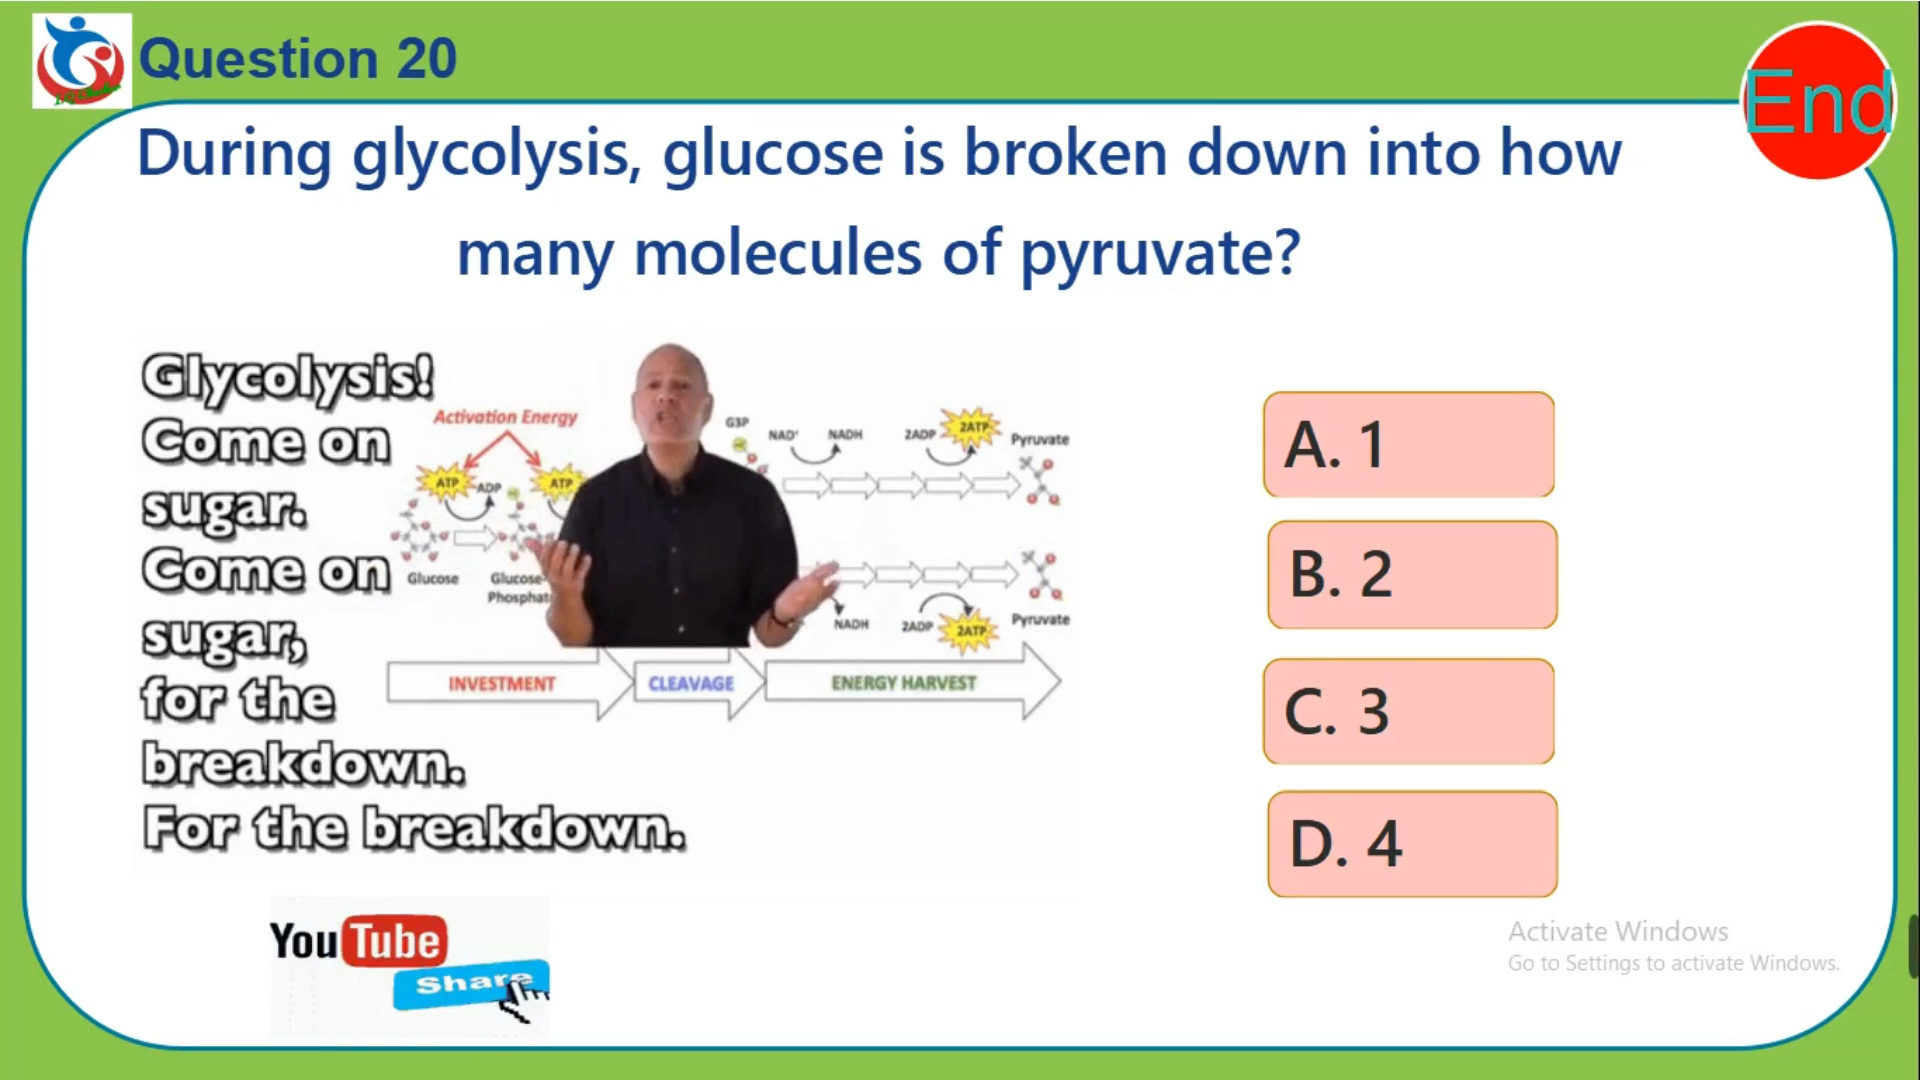 Question 20
End
During glycolysis, glucose is broken down into how
many molecules of pyruvate?
Glycolysis!
Come on
sugar.
Come on
sugar,
for the
breakdown.
For the breakdown.
Activation Energy
ATP
ADP
ATP
Glucose
Glucose
Phosphat
G3P
NAD⁺
NADH
2ADP
2ATP
Pyruvate
NADH
2ADP
2ATP
Pyruvate
INVESTMENT
CLEAVAGE
ENERGY HARVEST
A. 1
B. 2
C. 3
D. 4
YouTube
Share
Activate Windows
Go to Settings to activate Windows.